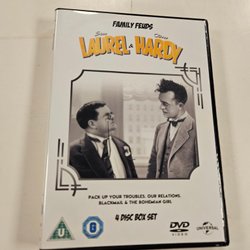 FAMILY FEUDS
Stan Oliver
LAUREL & HARDY
PACK UP YOUR TROUBLES, OUR RELATIONS,
BLACKMAIL & THE BOHEMIAN GIRL
4 DISC BOX SET
U
DVD
VIDEO
UNIVERSAL